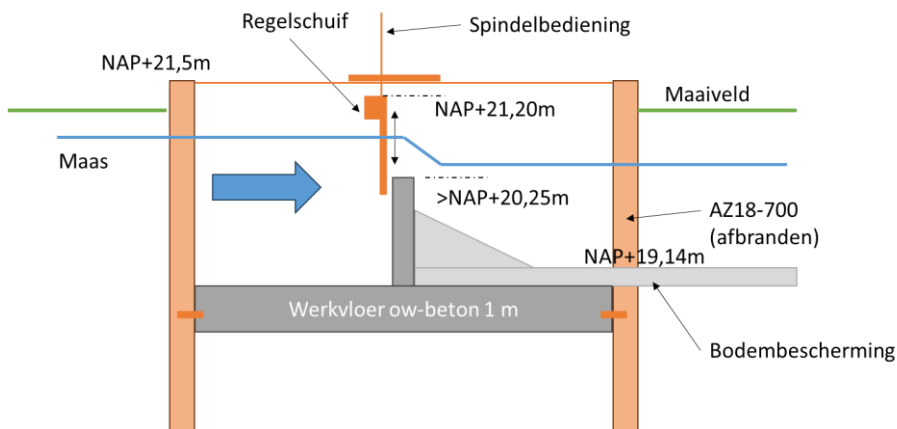 Regelschuif
Spindelbediening
NAP+21,5m
NAP+21,20m
Maaiveld
Maas
>NAP+20,25m
AZ18-700
(afbranden)
NAP+19,14m
Werkvloer ow-beton 1 m
Bodembescherming